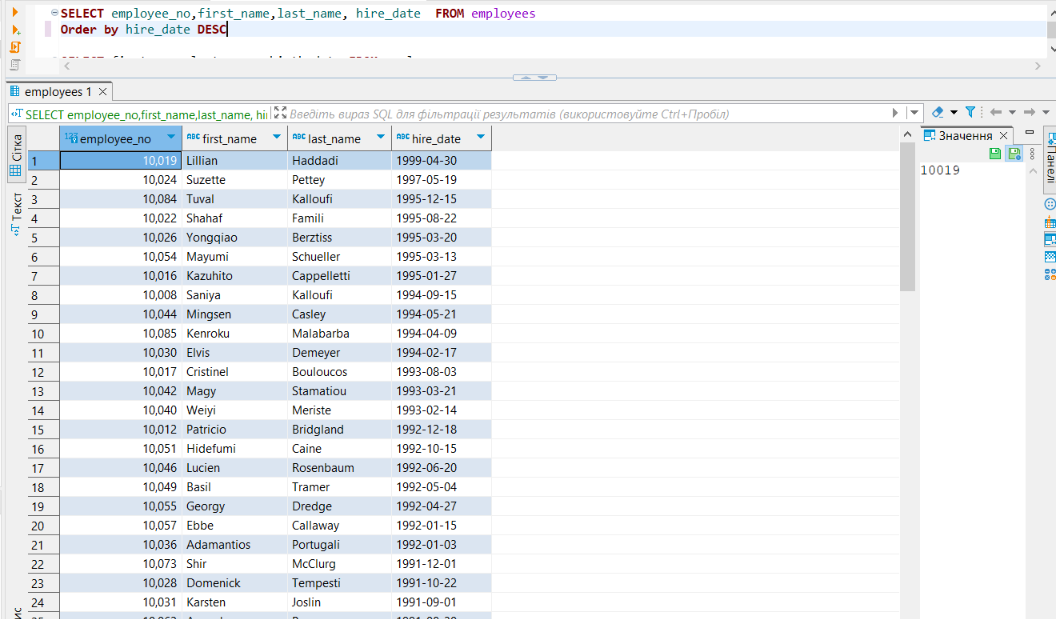 SELECT employee_no,first_name,last_name, hire_date FROM employees
Order by hire_date DESC
employees 1
SELECT employee_no,first_name,last_name, hi
Введіть вираз SQL для фільтрації результатів (використовуйте Ctrl+Пробіл)
Сітка
Текст
123 employee_no ABC first_name ABC last_name ABC hire_date
1 10,019 Lillian Haddadi 1999-04-30
2 10,024 Suzette Pettey 1997-05-19
3 10,084 Tuval Kalloufi 1995-12-15
4 10,022 Shahaf Famili 1995-08-22
5 10,026 Yongqiao Berztiss 1995-03-20
6 10,054 Mayumi Schueller 1995-03-13
7 10,016 Kazuhito Cappelletti 1995-01-27
8 10,008 Saniya Kalloufi 1994-09-15
9 10,044 Mingsen Casley 1994-05-21
10 10,085 Kenroku Malabarba 1994-04-09
11 10,030 Elvis Demeyer 1994-02-17
12 10,017 Cristinel Bouloucos 1993-08-03
13 10,042 Magy Stamatiou 1993-03-21
14 10,040 Weiyi Meriste 1993-02-14
15 10,012 Patricio Bridgland 1992-12-18
16 10,051 Hidefumi Caine 1992-10-15
17 10,046 Lucien Rosenbaum 1992-06-20
18 10,049 Basil Tramer 1992-05-04
19 10,055 Georgy Dredge 1992-04-27
20 10,057 Ebbe Callaway 1992-01-15
21 10,036 Adamantios Portugali 1992-01-03
22 10,073 Shir McClurg 1991-12-01
23 10,028 Domenick Tempesti 1991-10-22
24 10,031 Karsten Joslin 1991-09-01
Значення
10019
Панелі